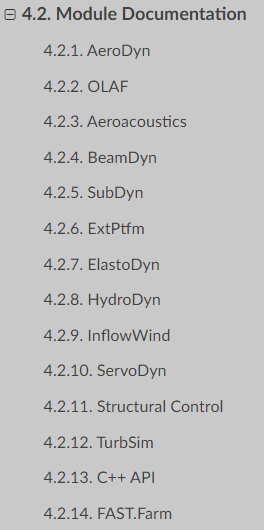 4.2. Module Documentation
4.2.1. AeroDyn
4.2.2. OLAF
4.2.3. Aeroacoustics
4.2.4. BeamDyn
4.2.5. SubDyn
4.2.6. ExtPtfm
4.2.7. ElastoDyn
4.2.8. HydroDyn
4.2.9. InflowWind
4.2.10. ServoDyn
4.2.11. Structural Control
4.2.12. TurbSim
4.2.13. C++ API
4.2.14. FAST.Farm